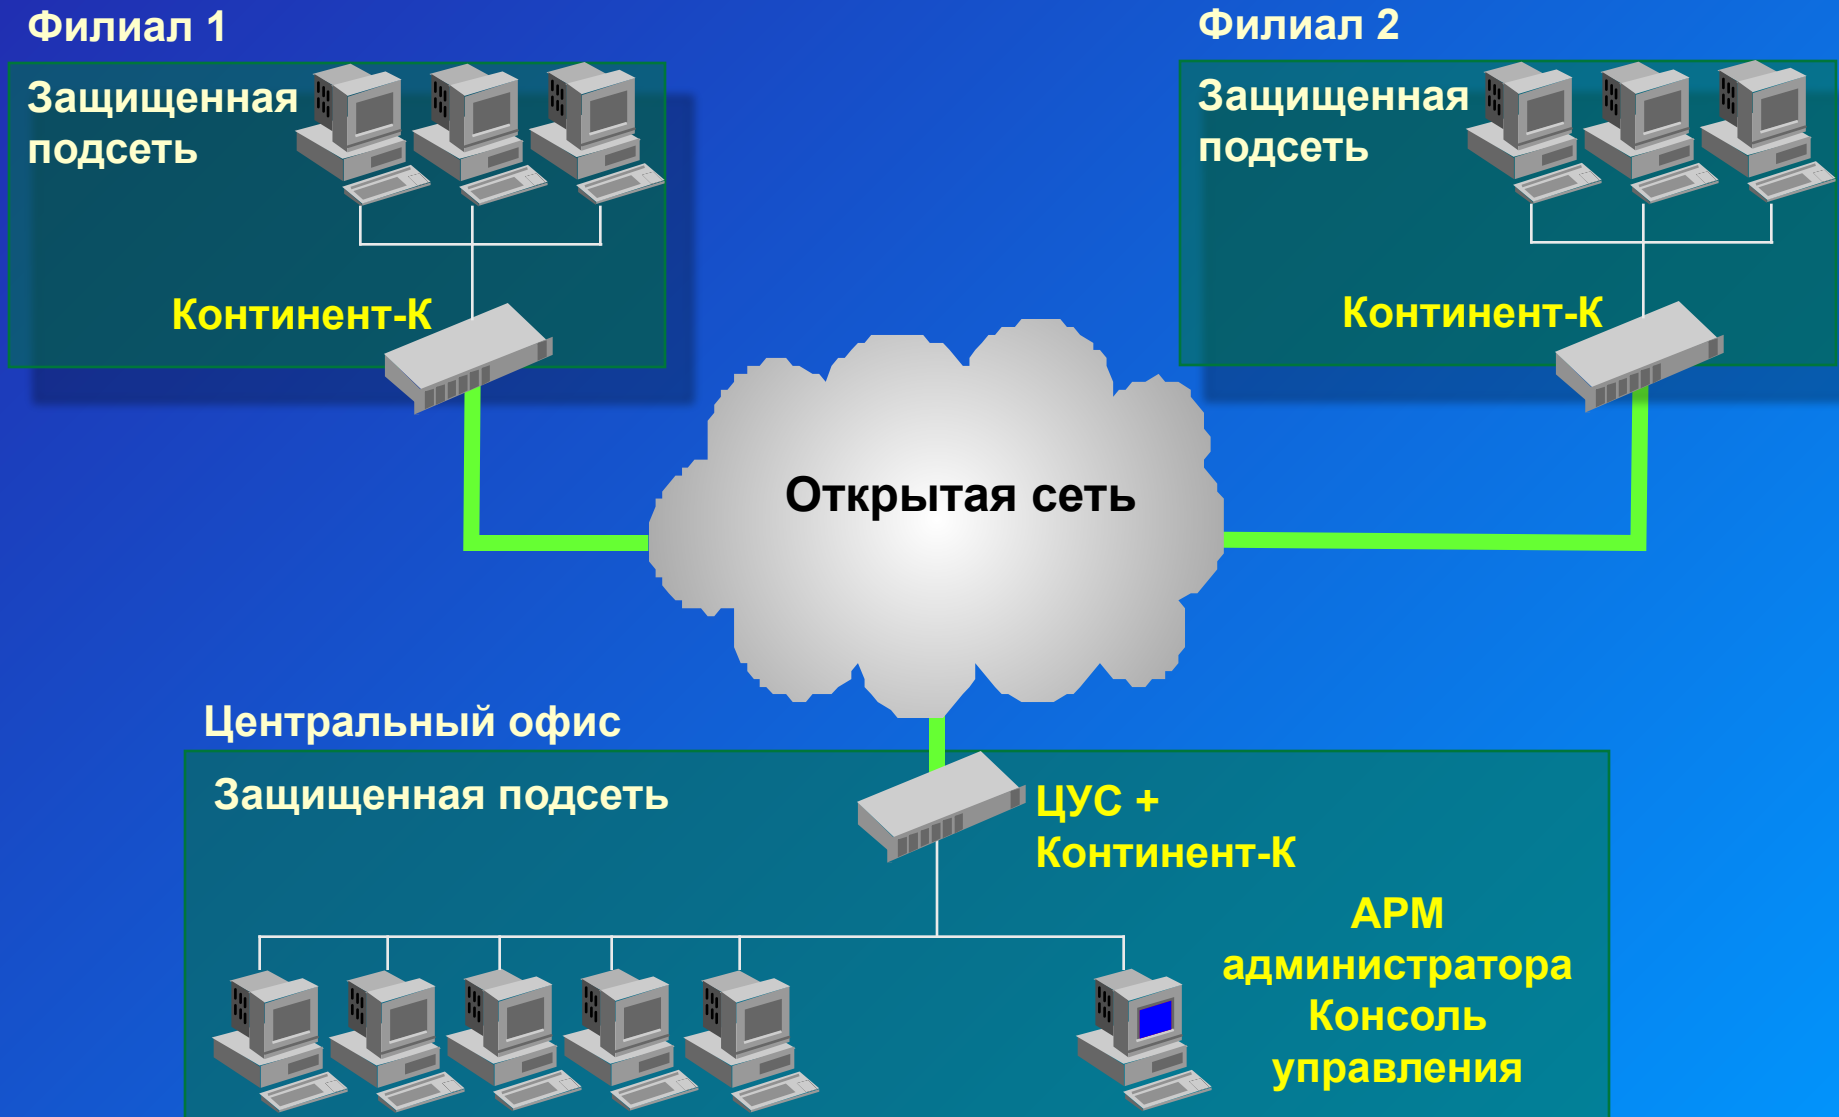 Филиал 1
Защищенная
подсеть
Континент-К
Филиал 2
Защищенная
подсеть
Континент-К
Открытая сеть
Центральный офис
Защищенная подсеть
ЦУС +
Континент-К
АРМ
администратора
Консоль
управления